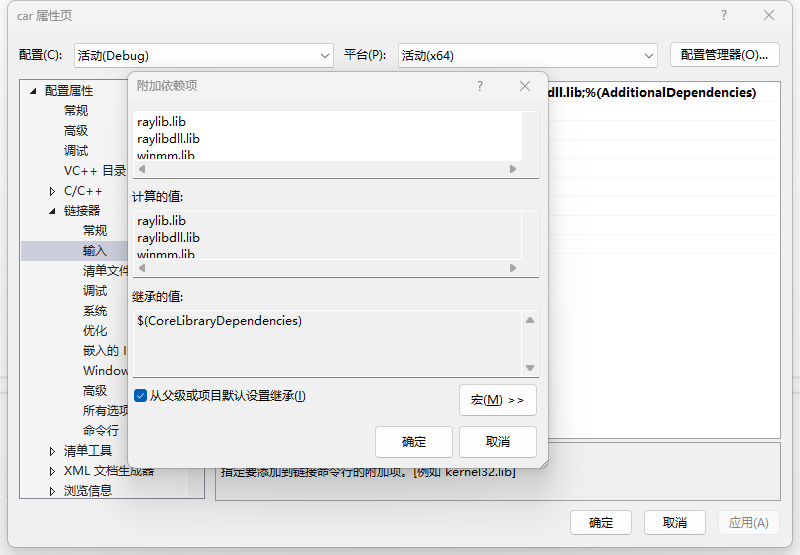 car 属性页
配置(C): 活动(Debug) 平台(P): 活动(x64) 配置管理器(O)...
配置属性
常规
高级
调试
VC++ 目录
C/C++
链接器
常规
输入
清单文件
调试
系统
优化
嵌入的 I
Window
高级
所有选项
命令行
清单工具
XML 文档生成器
浏览信息
dll.lib;%(AdditionalDependencies)
附加依赖项
raylib.lib
raylibdll.lib
winmm.lib
计算的值:
raylib.lib
raylibdll.lib
winmm.lib
继承的值:
$(CoreLibraryDependencies)
从父级或项目默认设置继承(I)
宏(M) >>
确定 取消
指定要添加到链接命令行的附加项。[例如 kernel32.lib]
确定 取消 应用(A)